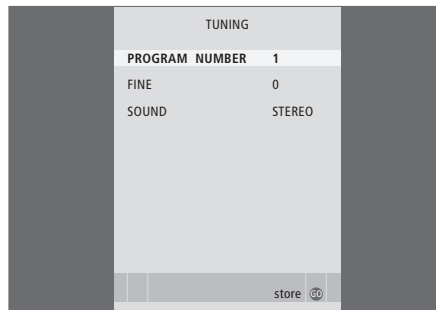 TUNING
PROGRAM NUMBER 1
FINE 0
SOUND STEREO
store GO